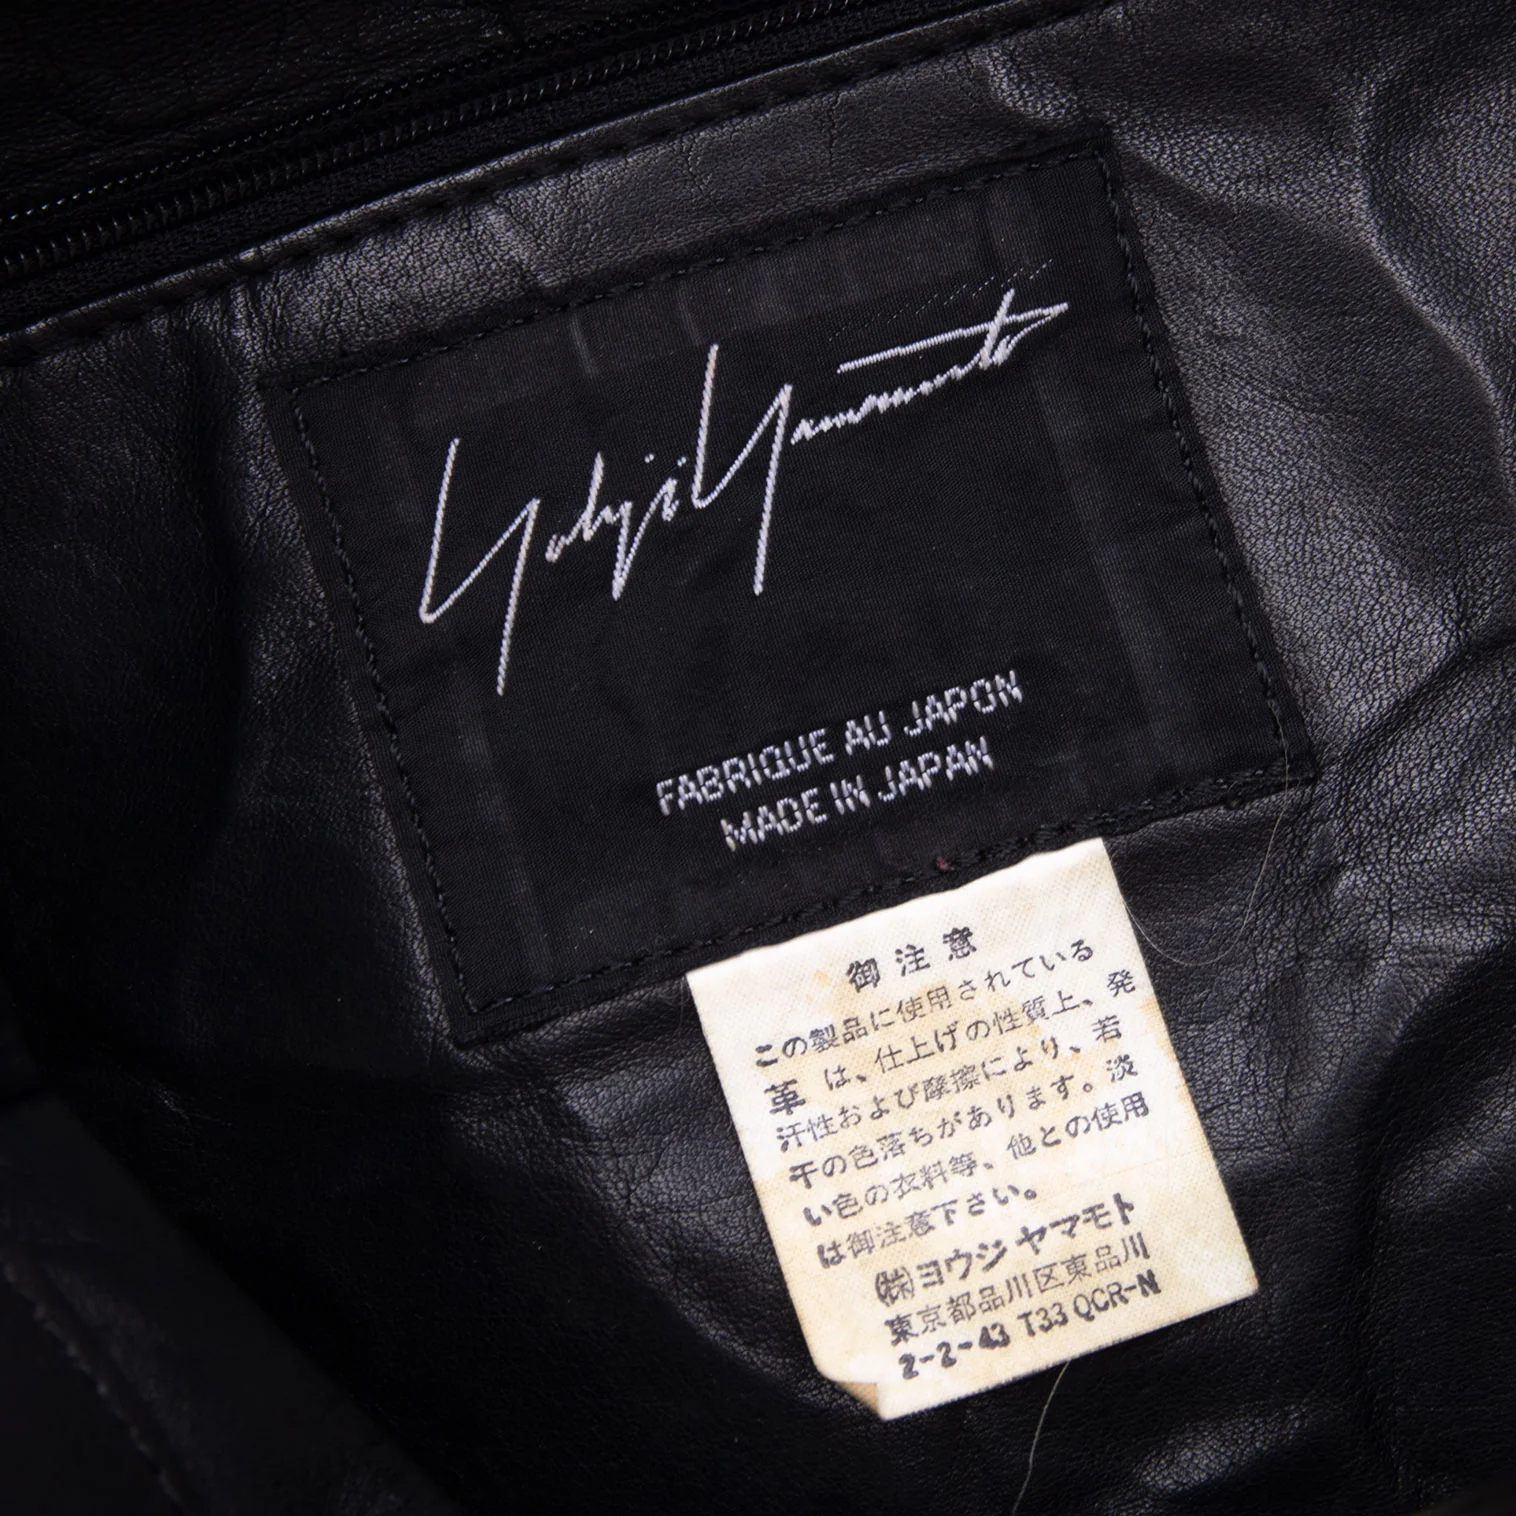 Yohji Yamamoto
FABRIQUE AU JAPON
MADE IN JAPAN
御注意
この製品に使用されている
革 は、仕上げの性質上、発
汗性および摩擦により、若
干の色落ちがあります。淡
い色の衣料等、他との使用
は御注意下さい。
㈱ヨウジヤマモト
東京都品川区東品川
2-2-43 T33 QCR-N